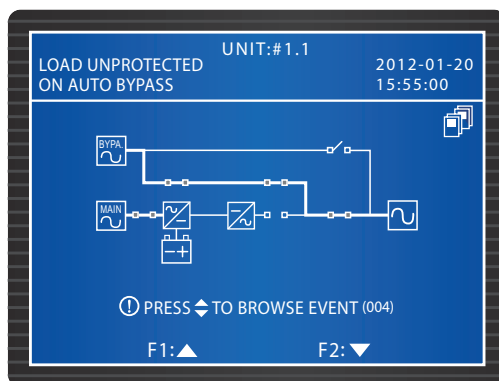 UNIT:#1.1
LOAD UNPROTECTED
ON AUTO BYPASS
2012-01-20
15:55:00
BYPA.
MAIN
PRESS TO BROWSE EVENT (004)
F1:
F2: